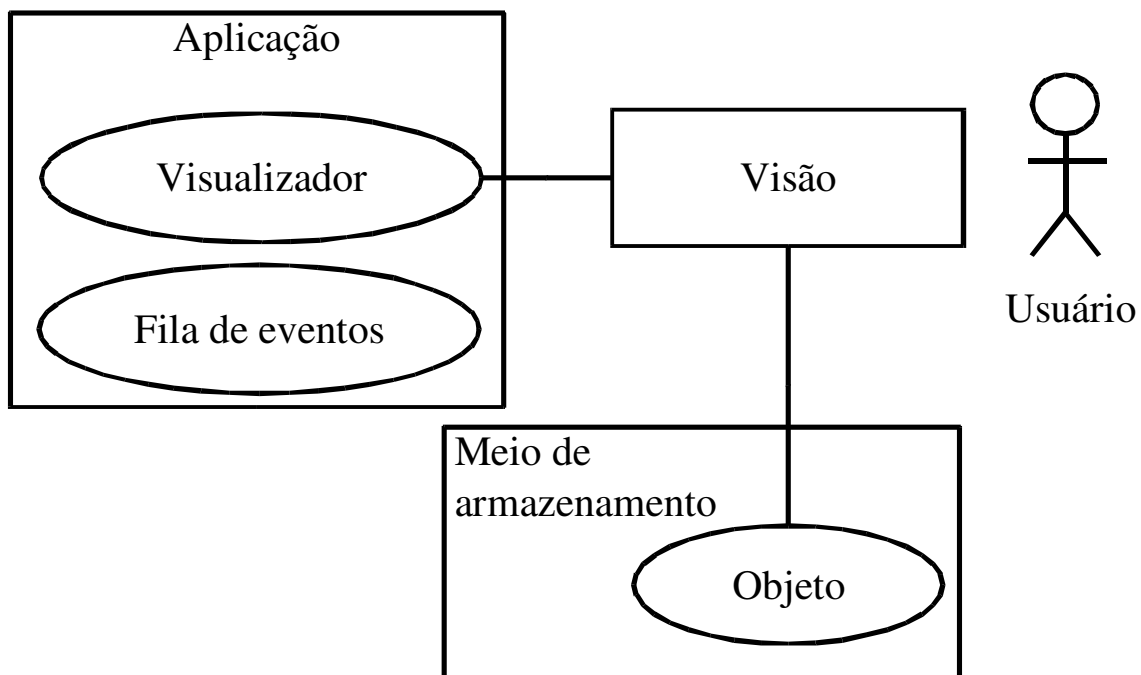 Aplicação
Visualizador
Visão
Fila de eventos
Usuário
Meio de
armazenamento
Objeto